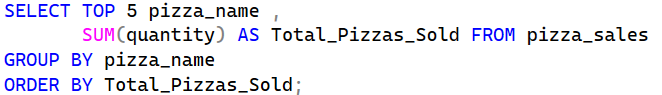 SELECT TOP 5 pizza_name ,
SUM(quantity) AS Total_Pizzas_Sold FROM pizza_sales
GROUP BY pizza_name
ORDER BY Total_Pizzas_Sold;